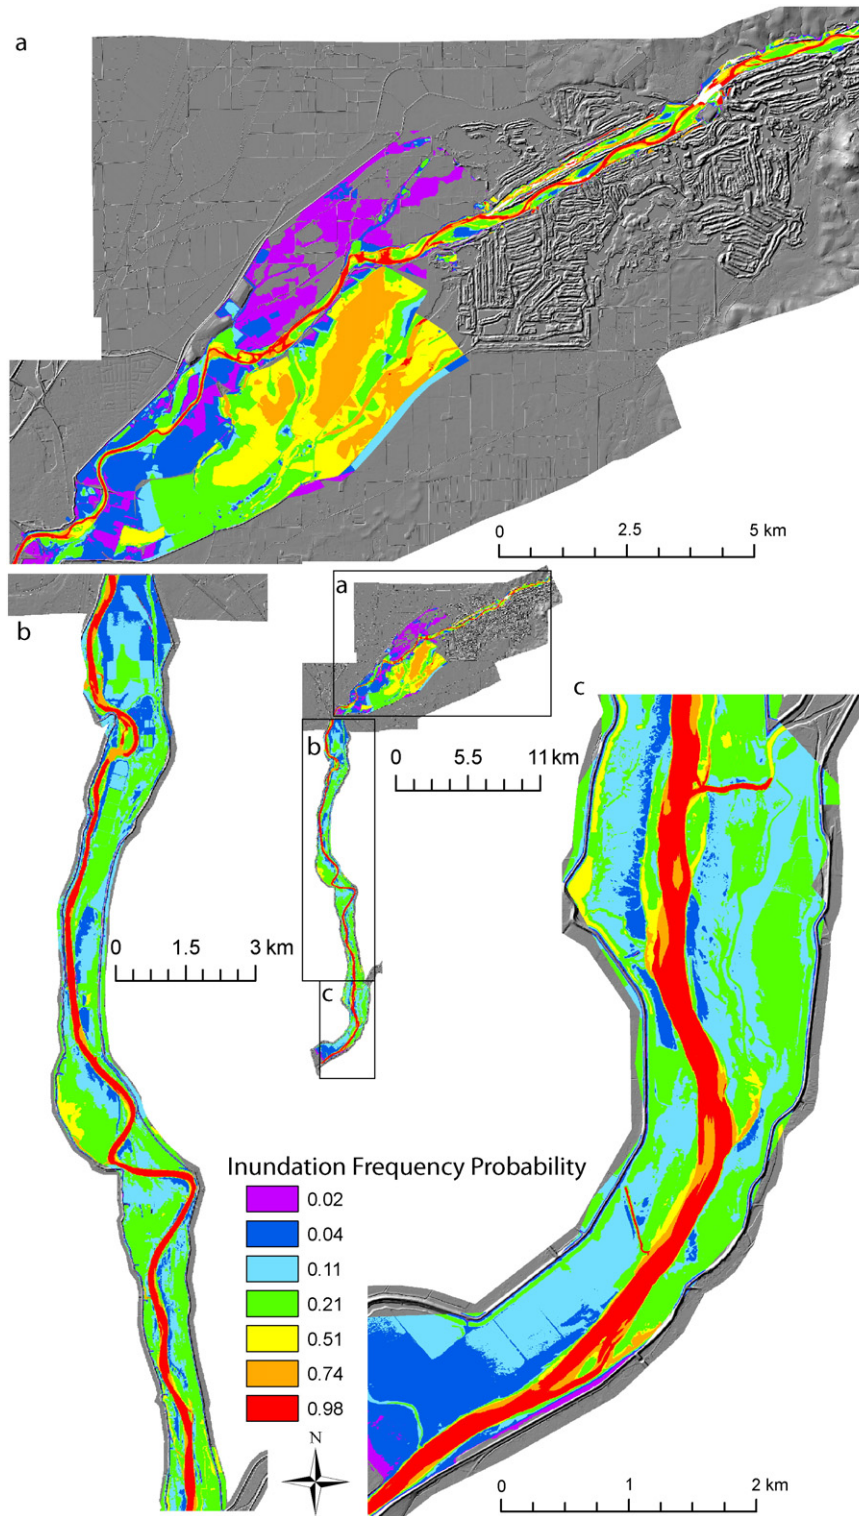 a
0 2.5 5 km
b
a
b
c
0 5.5 11 km
c
0 1.5 3 km
Inundation Frequency Probability
0.02
0.04
0.11
0.21
0.51
0.74
0.98
N
0 1 2 km